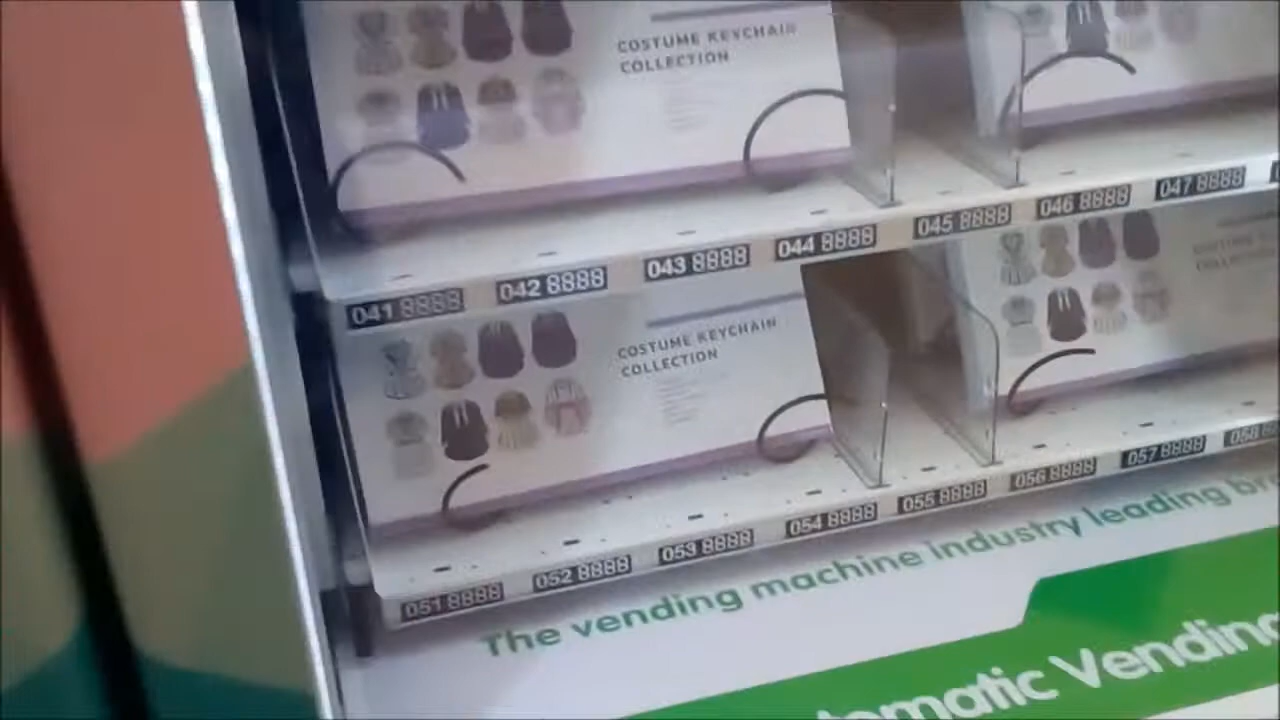 COSTUME KEYCHAIN
COLLECTION
041 8888
042 8888
043 8888
044 8888
045 8888
046 8888
047 8888
COSTUME KEYCHAIN
COLLECTION
051 8888
052 8888
053 8888
054 8888
055 8888
056 8888
057 8888
058
The vending machine industry leading
tomatic Vending